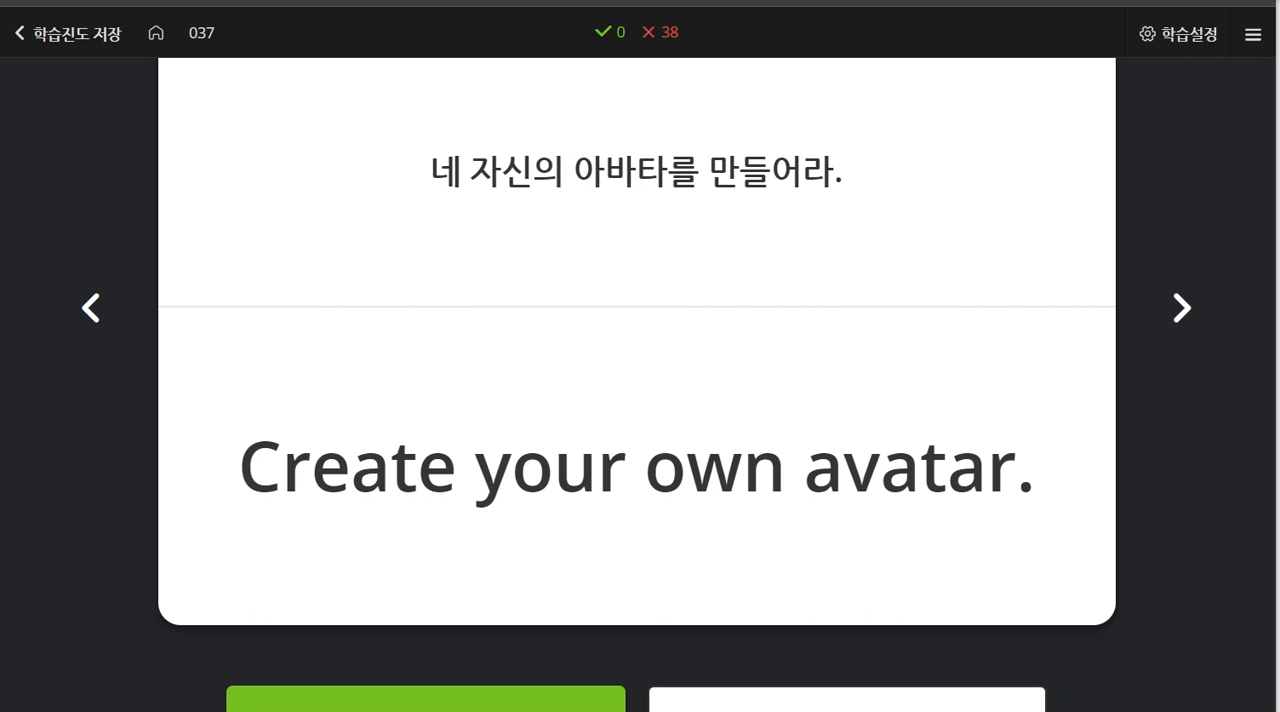 학습진도 저장
037
0
38
학습설정
네 자신의 아바타를 만들어라.
Create your own avatar.